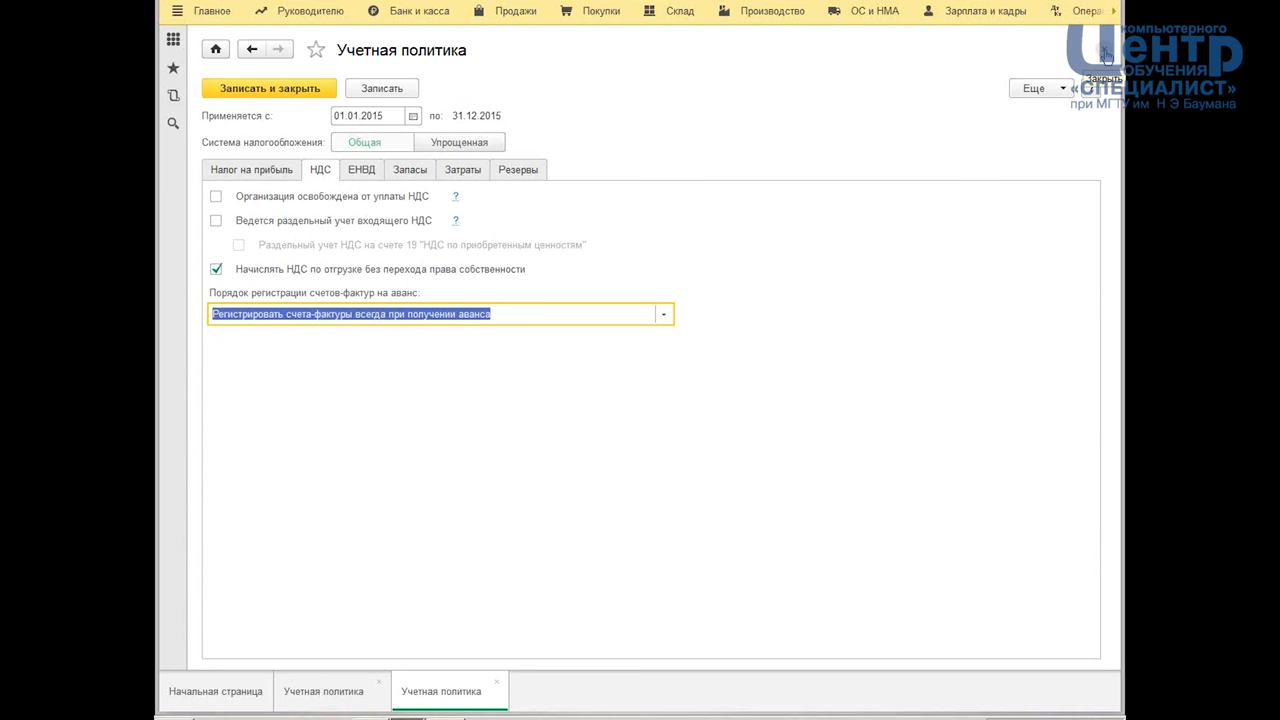 Главное Руководителю Банк и касса Продажи Покупки Склад Производство ОС и НМА Зарплата и кадры Дт Кт Опера
Учетная политика
компьютерного
Центр
ОБУЧЕНИЯ
«СПЕЦИАЛИСТ»
при МГТУ им Н Э Баумана
Закрыть
Записать и закрыть Записать Еще
Применяется с: 01.01.2015 по: 31.12.2015
Система налогообложения: Общая Упрощенная
Налог на прибыль НДС ЕНВД Запасы Затраты Резервы
Организация освобождена от уплаты НДС ?
Ведется раздельный учет входящего НДС ?
Раздельный учет НДС на счете 19 "НДС по приобретенным ценностям"
Начислять НДС по отгрузке без перехода права собственности
Порядок регистрации счетов-фактур на аванс:
Регистрировать счета-фактуры всегда при получении аванса
Начальная страница Учетная политика Учетная политика